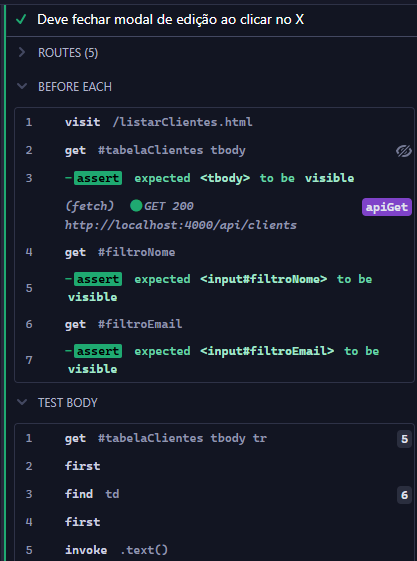 Deve fechar modal de edição ao clicar no X
ROUTES (5)
BEFORE EACH
1 visit /listarClientes.html
2 get #tabelaClientes tbody
3 -assert expected <tbody> to be visible
(fetch) GET 200 apiGet
http://localhost:4000/api/clients
4 get #filtroNome
5 -assert expected <input#filtroNome> to be
visible
6 get #filtroEmail
7 -assert expected <input#filtroEmail> to be
visible
TEST BODY
1 get #tabelaClientes tbody tr 5
2 first
3 find td 6
4 first
5 invoke .text()